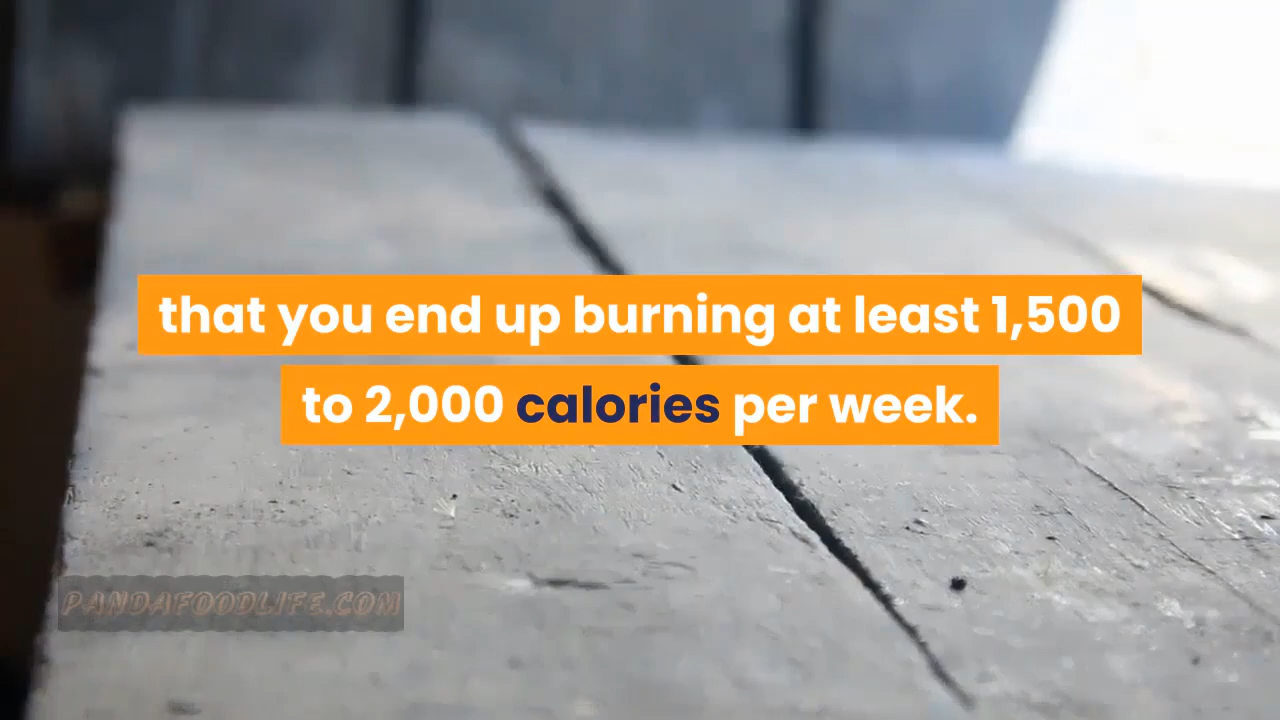 that you end up burning at least 1,500
to 2,000 calories per week.
PANDAFOODLIFE.COM